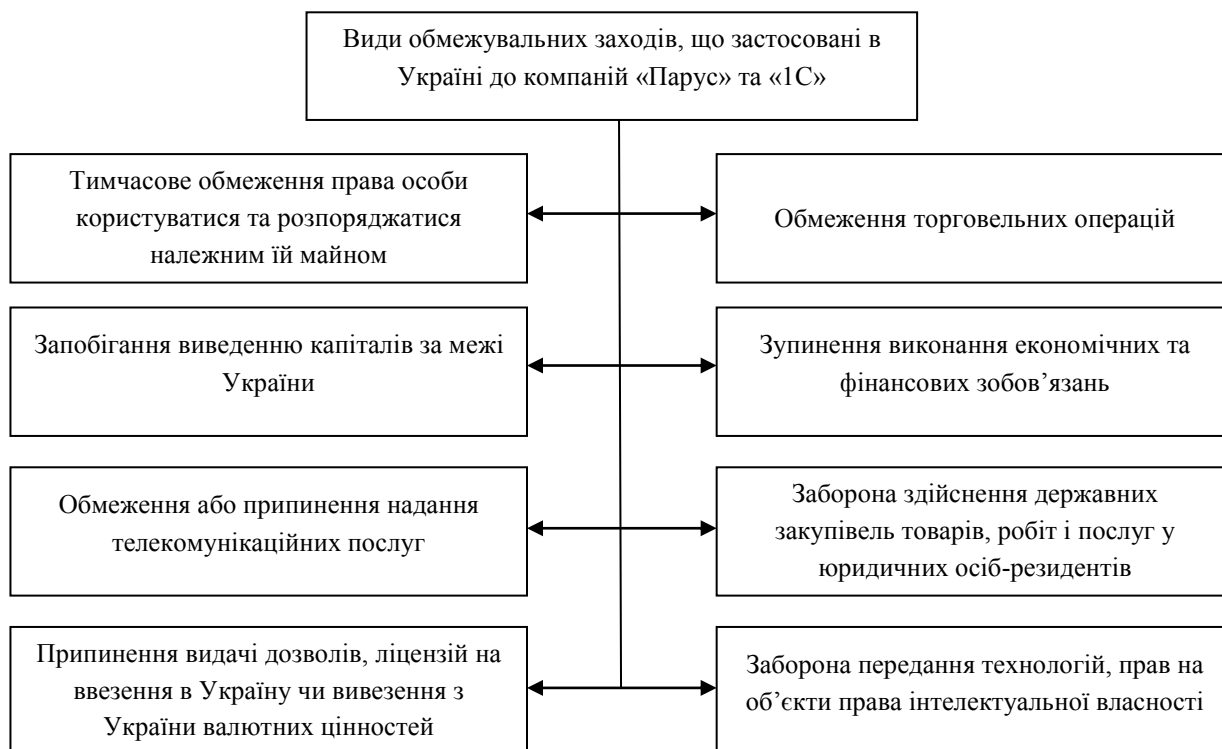 Види обмежувальних заходів, що застосовані в
Україні до компаній «Парус» та «1С»
Тимчасове обмеження права особи
користуватися та розпоряджатися
належним їй майном
Обмеження торговельних операцій
Запобігання виведенню капіталів за межі
України
Зупинення виконання економічних та
фінансових зобов’язань
Обмеження або припинення надання
телекомунікаційних послуг
Заборона здійснення державних
закупівель товарів, робіт і послуг у
юридичних осіб-резидентів
Припинення видачі дозволів, ліцензій на
ввезення в Україну чи вивезення з
України валютних цінностей
Заборона передання технологій, прав на
об’єкти права інтелектуальної власності